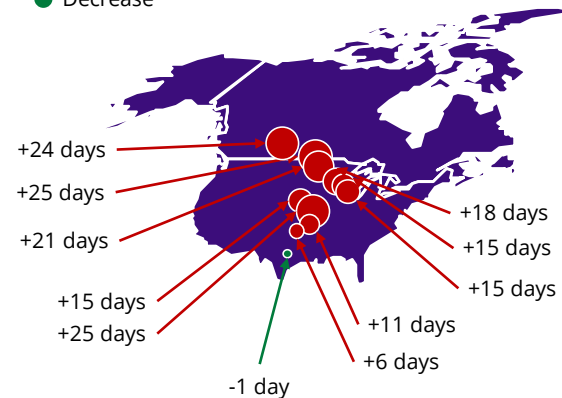 Decrease
+24 days
+25 days
+21 days
+15 days
+25 days
-1 day
+6 days
+11 days
+15 days
+15 days
+18 days